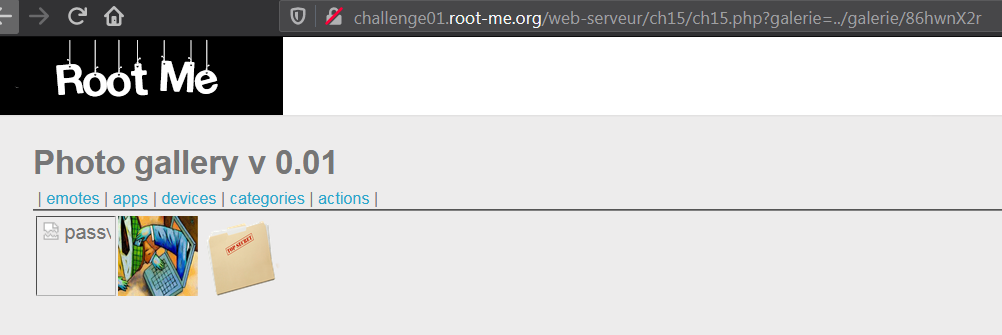 challenge01.root-me.org/web-serveur/ch15/ch15.php?galerie=../galerie/86hwnX2r
Root Me
Photo gallery v 0.01
| emotes | apps | devices | categories | actions |
TOP SECRET